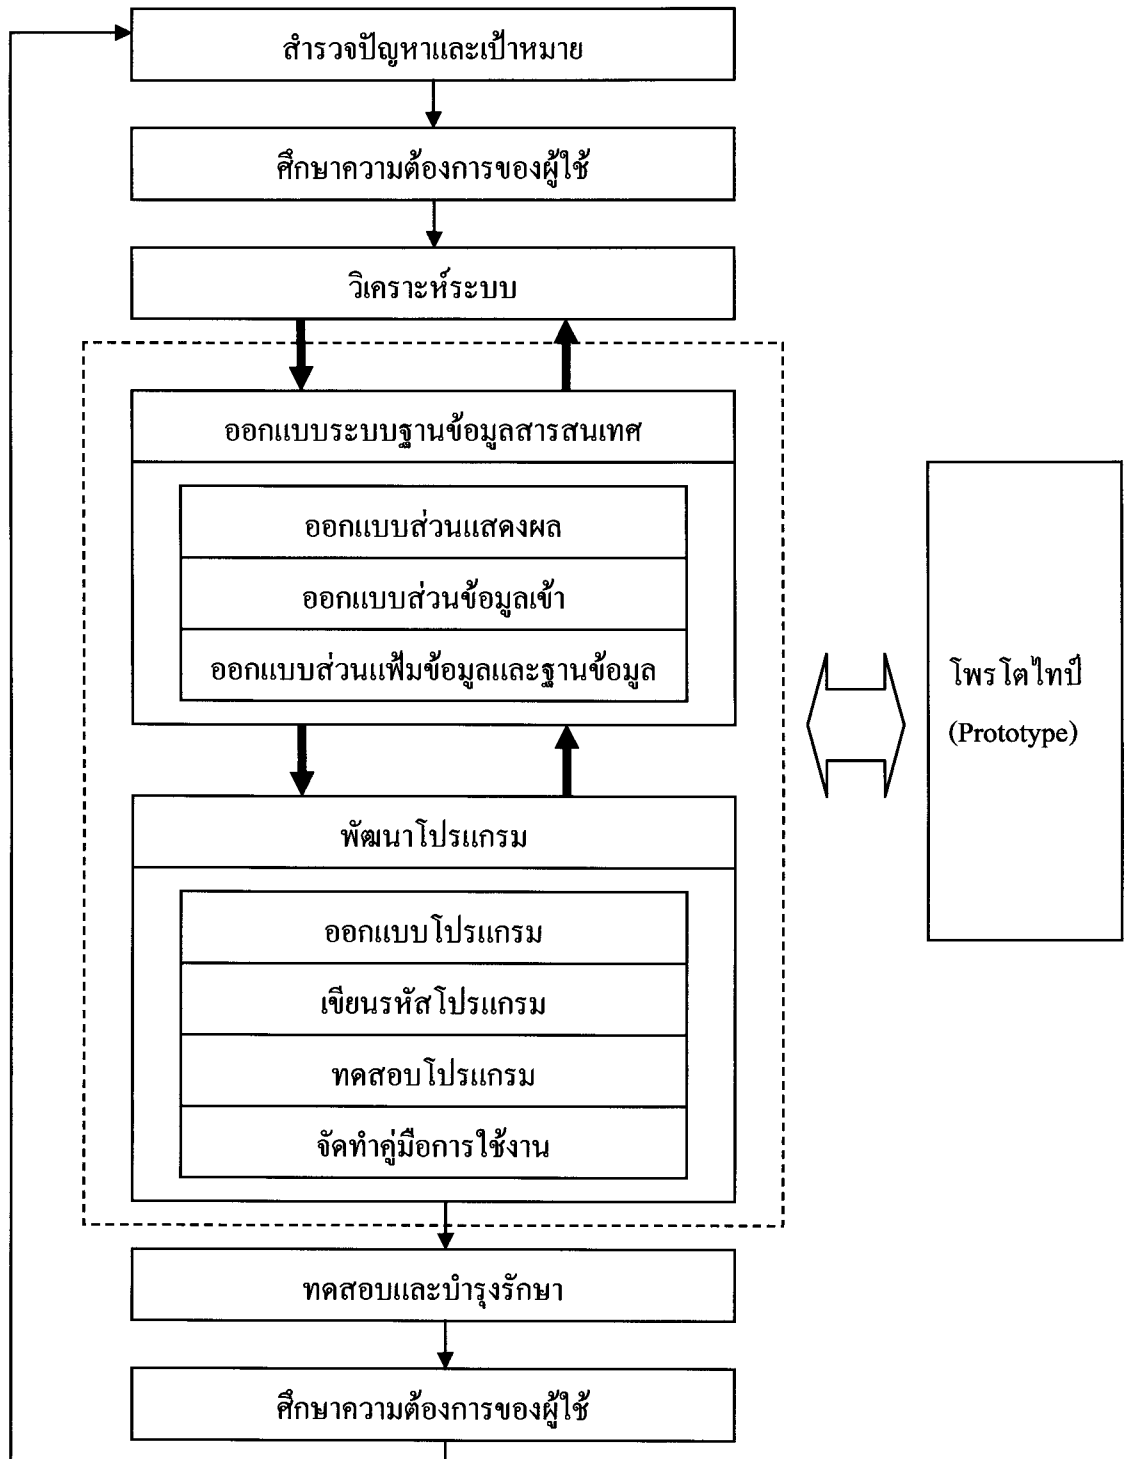 สำรวจปัญหาและเป้าหมาย
ศึกษาความต้องการของผู้ใช้
วิเคราะห์ระบบ
ออกแบบระบบฐานข้อมูลสารสนเทศ
ออกแบบส่วนแสดงผล
ออกแบบส่วนข้อมูลเข้า
ออกแบบส่วนแฟ้มข้อมูลและฐานข้อมูล
โพรโตไทป์
(Prototype)
พัฒนาโปรแกรม
ออกแบบโปรแกรม
เขียนรหัสโปรแกรม
ทดสอบโปรแกรม
จัดทำคู่มือการใช้งาน
ทดสอบและบำรุงรักษา
ศึกษาความต้องการของผู้ใช้